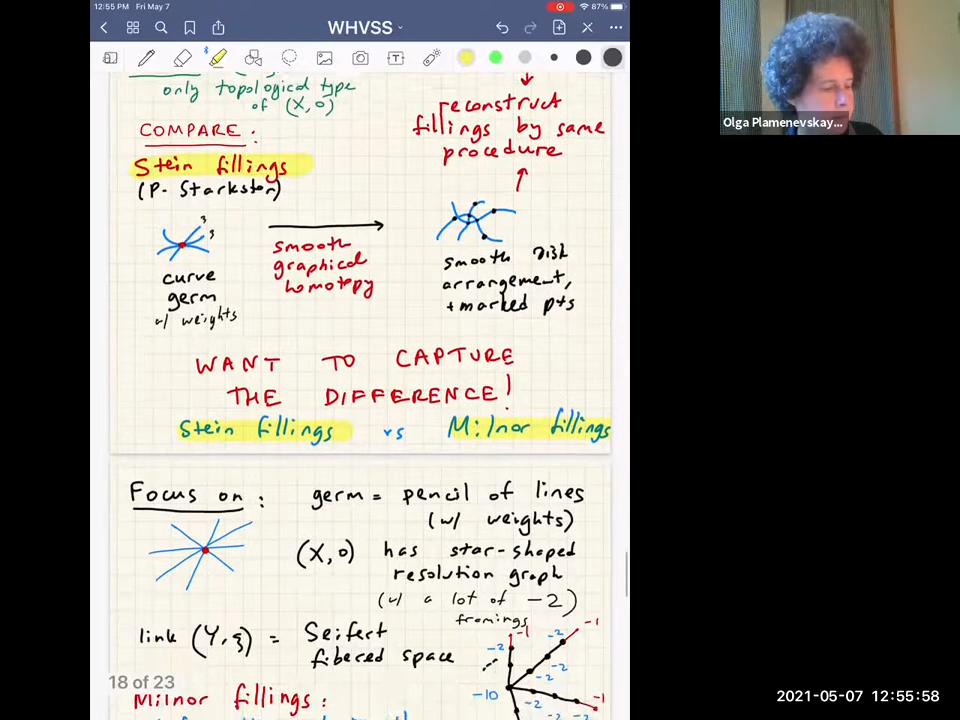 12:55 PM Fri May 7
87%
WHVSS
only topological type
of (X, 0)
COMPARE:
Stein fillings
(P- Starkston)
reconstruct
fillings by same
procedure
3
3
curve
germ
w/ weights
smooth
graphical
homotopy
smooth disk
arrangement,
+marked pts
WANT TO CAPTURE
THE DIFFERENCE!
Stein fillings vs Milnor fillings
Focus on: germ = pencil of lines
(w/ weights)
(X,0) has star-shaped
resolution graph
(w/ a lot of -2)
framings
link (Y,ξ) = Seifert
fibered space
-1
-2
-2
-1
-2
-2
-10
-2
-2
-2
-1
18 of 23
Milnor fillings:
Olga Plamenevskay...
2021-05-07 12:55:58